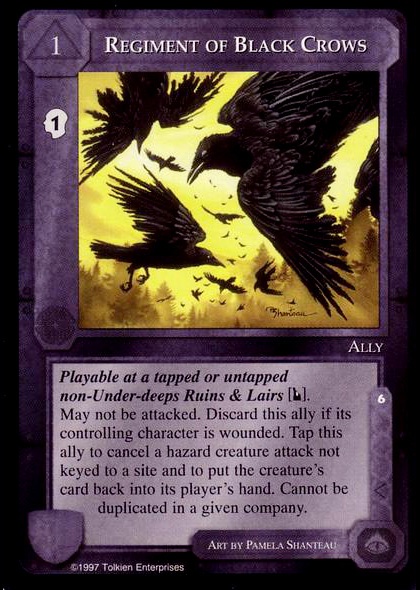 1
REGIMENT OF BLACK CROWS
1
Shanteau
ALLY
Playable at a tapped or untapped
non-Under-deeps Ruins & Lairs [ ].
May not be attacked. Discard this ally if its
controlling character is wounded. Tap this
ally to cancel a hazard creature attack not
keyed to a site and to put the creature's
card back into its player's hand. Cannot be
duplicated in a given company.
6
ART BY PAMELA SHANTEAU
©1997 Tolkien Enterprises